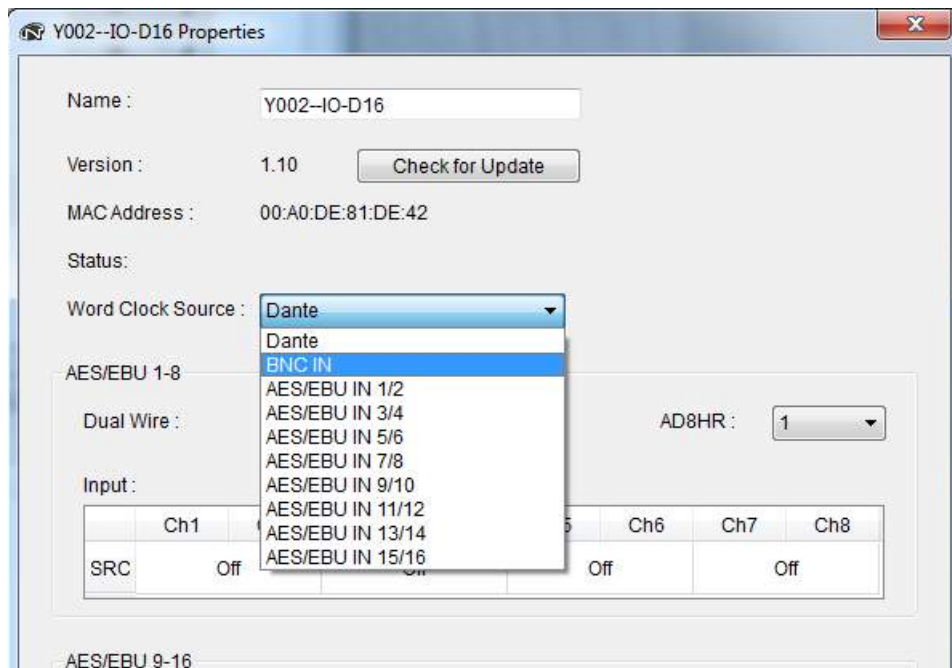 Y002--IO-D16 Properties
Name :
Y002--IO-D16
Version :
1.10
Check for Update
MAC Address :
00:A0:DE:81:DE:42
Status:
Word Clock Source :
Dante
Dante
BNC IN
AES/EBU IN 1/2
AES/EBU IN 3/4
AES/EBU IN 5/6
AES/EBU IN 7/8
AES/EBU IN 9/10
AES/EBU IN 11/12
AES/EBU IN 13/14
AES/EBU IN 15/16
AES/EBU 1-8
Dual Wire :
AD8HR :
1
Input :
Ch1
Ch6
Ch7
Ch8
SRC
Off
Off
Off
AES/EBU 9-16